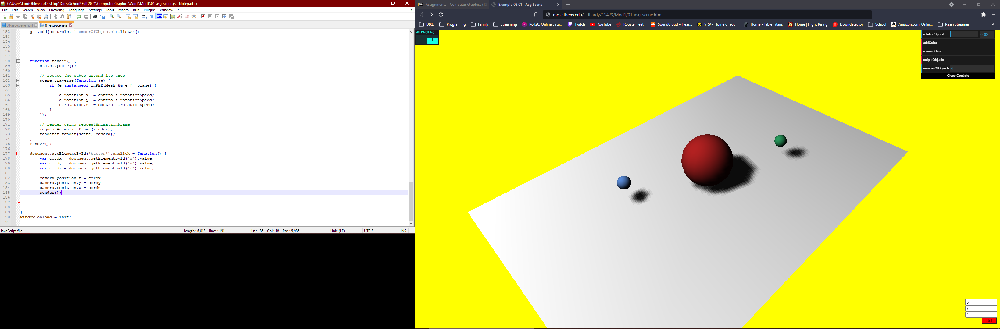 C:\Users\LordOblivean\Desktop\Docs\School\Fall 2021\Computer Graphics\Work\Mod1\01-asg-scene.js - Notepad++
File Edit Search View Encoding Language Settings Tools Macro Run Plugins Window ? X
01-asg-scene.html 01-asg-scene.js
152 gui.add(controls, 'numberOfObjects').listen();
153
154
155
156
157
158 function render() {
159 stats.update();
160
161 // rotate the cubes around its axes
162 scene.traverse(function (e) {
163 if (e instanceof THREE.Mesh && e != plane) {
164
165 e.rotation.x += controls.rotationSpeed;
166 e.rotation.y += controls.rotationSpeed;
167 e.rotation.z += controls.rotationSpeed;
168 }
169 });
170
171 // render using requestAnimationFrame
172 requestAnimationFrame(render);
173 renderer.render(scene, camera);
174 }
175 render();
176
177 document.getElementById('button').onclick = function() {
178 var cordx = document.getElementById('x').value;
179 var cordy = document.getElementById('y').value;
180 var cordz = document.getElementById('z').value;
181
182 camera.position.x = cordx;
183 camera.position.y = cordy;
184 camera.position.z = cordz;
185 render();
186
187 }
188
189 }
190 window.onload = init;
191
JavaScript file length : 6,018 lines : 191 Ln : 185 Col : 18 Pos : 5,985 Unix (LF) UTF-8 INS
Bb Assignments – Computer Graphics (13 Example 02.01 - Asg Scene
mcs.athens.edu/~dhardy/CS423/Mod1/01-asg-scene.html
D&D Programing Family Streaming Roll20: Online virtu... Twitch YouTube Rooster Teeth SoundCloud – Hear... VRV - Home of You... Home - Table Titans Home | Flight Rising Downdetector School Amazon.com: Onlin... Risen Streamer »
60 FPS (11-60)
rotationSpeed 0.02
addCube
removeCube
outputObjects
numberOfObjects 4
Close Controls
5
7
4
Set